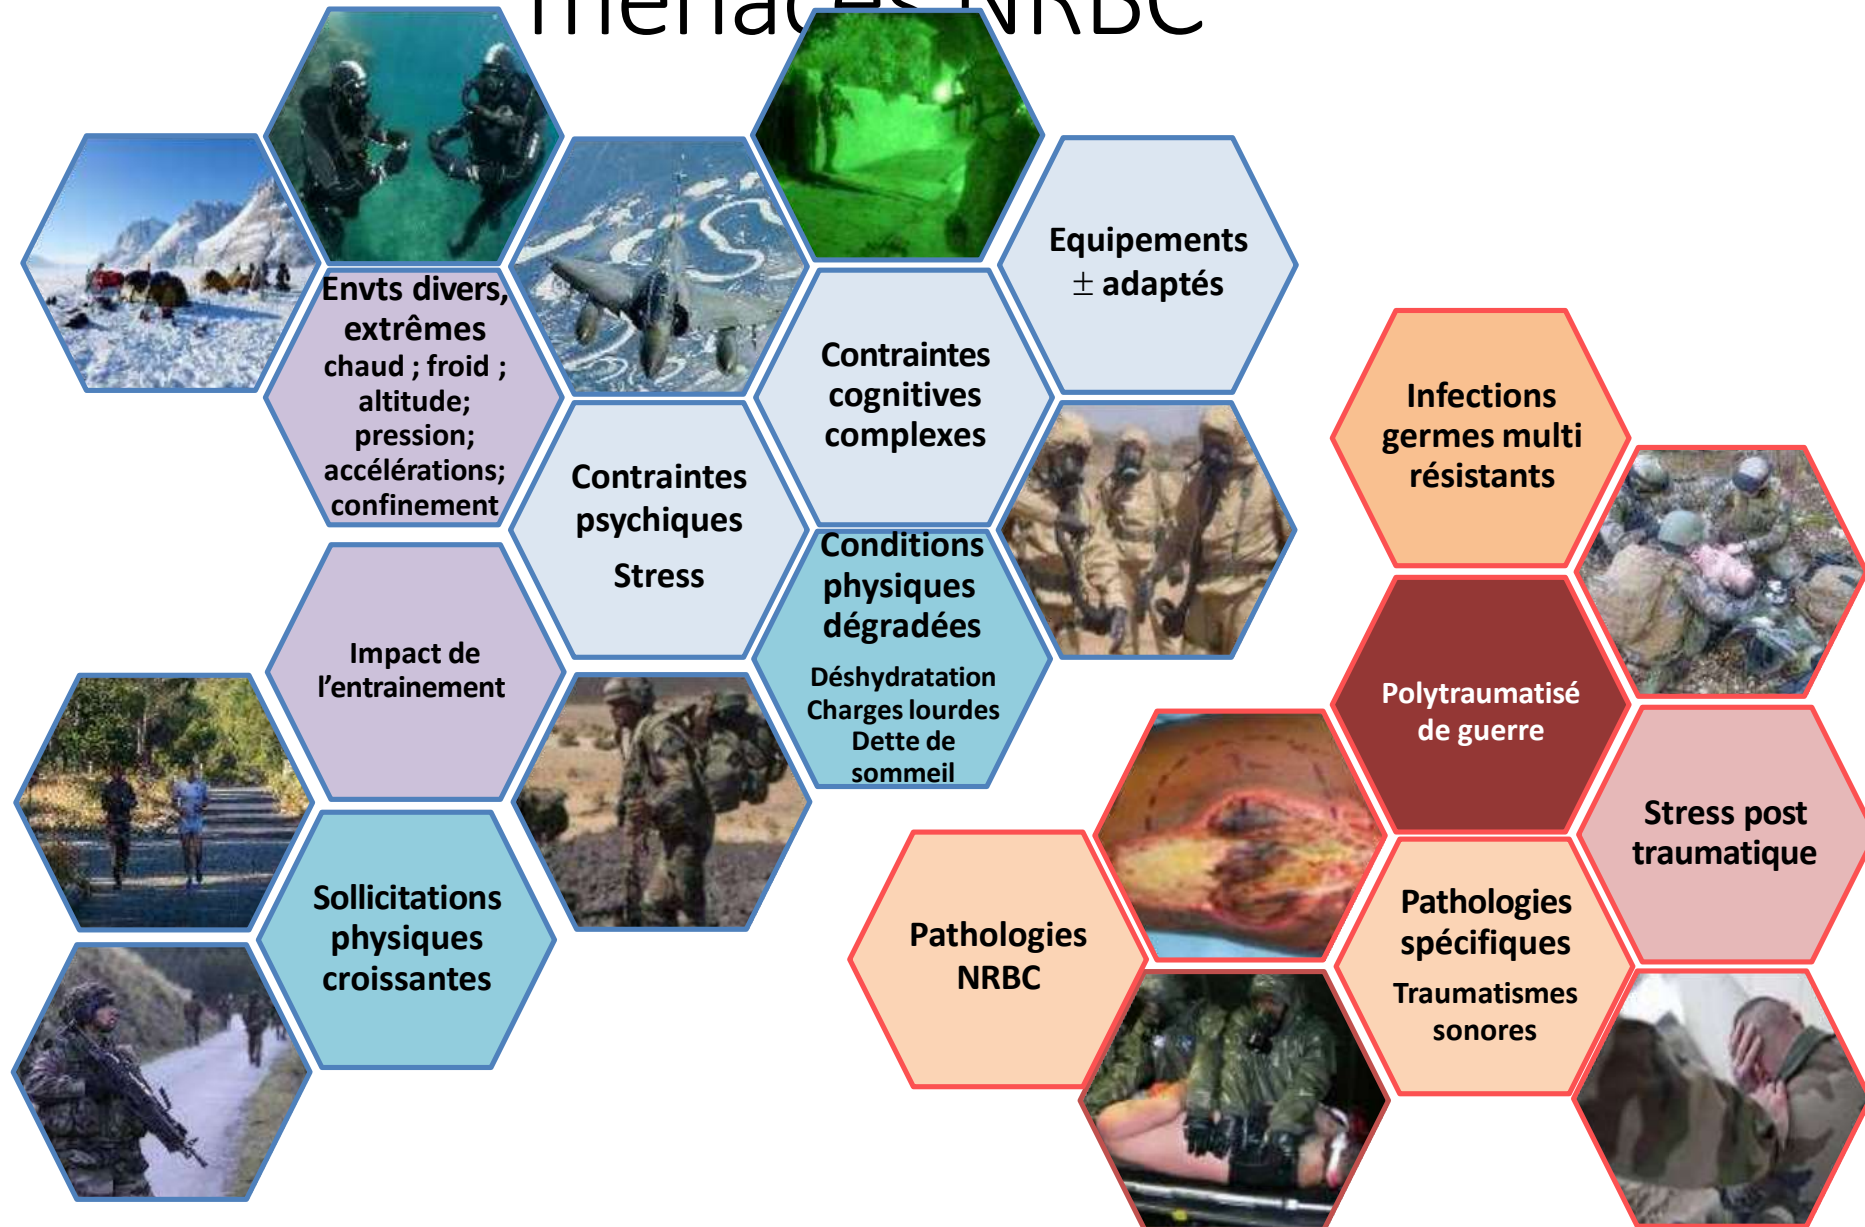 menaces NRBC
Equipements
± adaptés
Envts divers,
extrêmes
chaud ; froid ;
altitude;
pression;
accélérations;
confinement
Contraintes
cognitives
complexes
Contraintes
psychiques
Stress
Conditions
physiques
dégradées
Déshydratation
Charges lourdes
Dette de
sommeil
Impact de
l'entrainement
Sollicitations
physiques
croissantes
Infections
germes multi
résistants
Polytraumatisé
de guerre
Stress post
traumatique
Pathologies
spécifiques
Traumatismes
sonores
Pathologies
NRBC